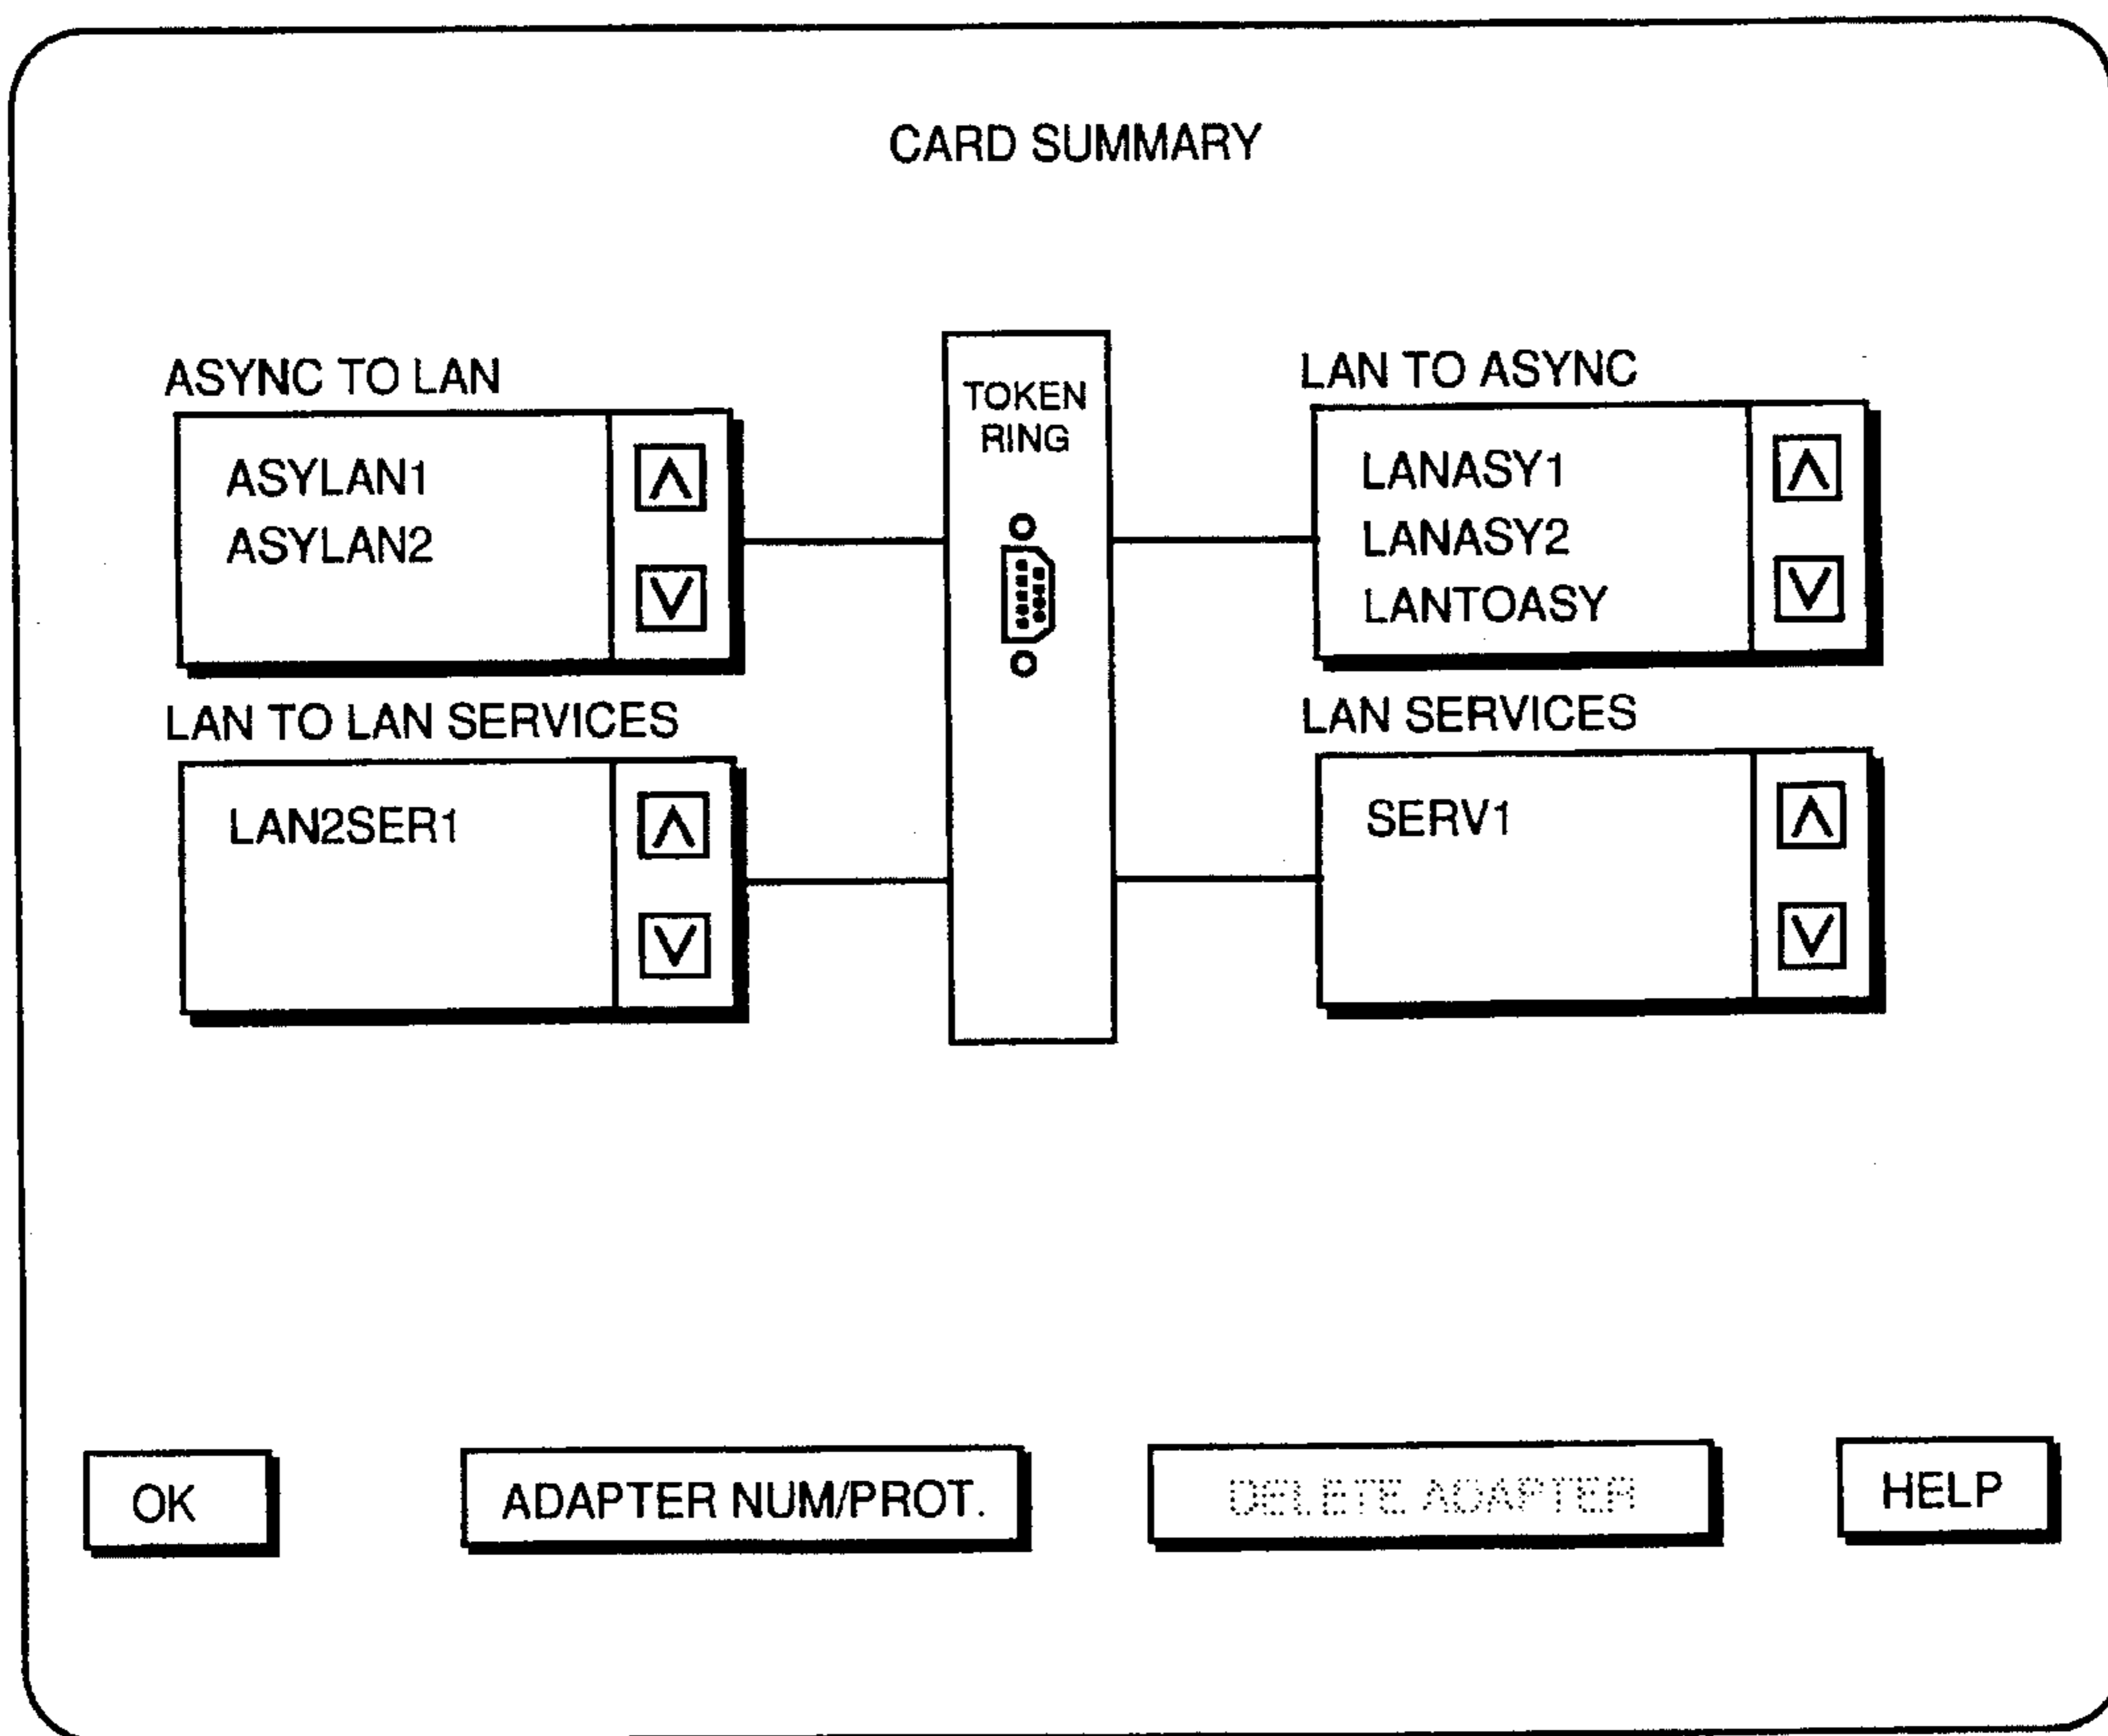 CARD SUMMARY
ASYNC TO LAN
ASYLAN1
ASYLAN2
TOKEN
RING
LAN TO ASYNC
LANASY1
LANASY2
LANTOASY
LAN TO LAN SERVICES
LAN2SER1
LAN SERVICES
SERV1
OK
ADAPTER NUM/PROT.
DELETE ADAPTER
HELP